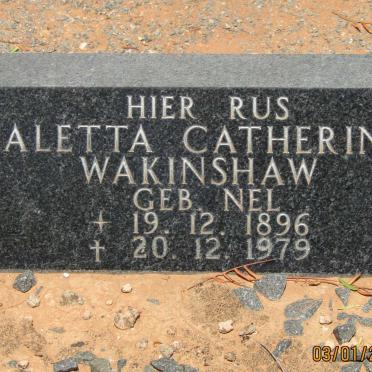 HIER RUS
ALETTA CATHERIN
WAKINSHAW
GEB. NEL
19. 12. 1896
20. 12. 1979
03/01/2